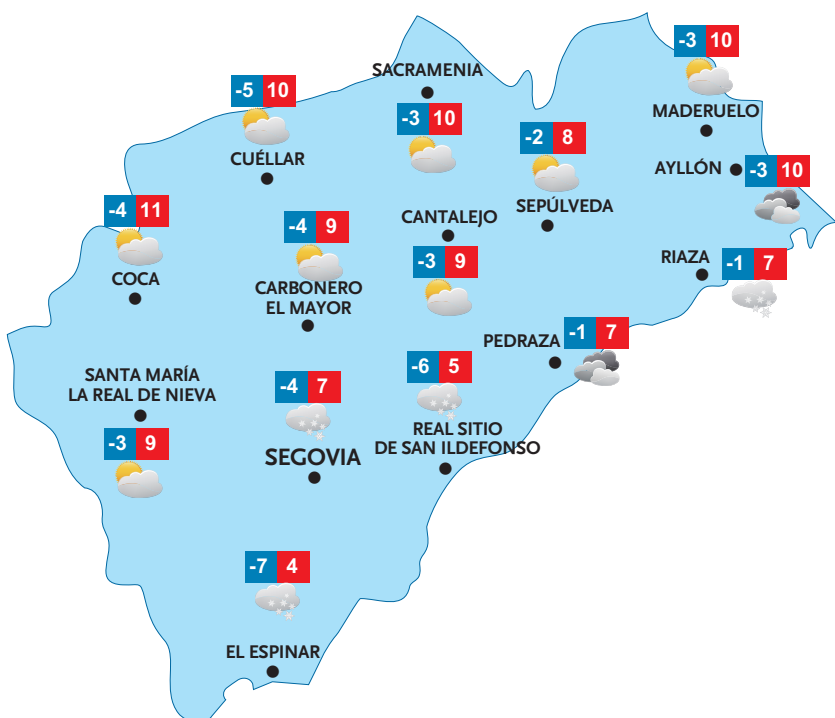 -3 10
MADERUELO
SACRAMENIA
-3 10
-5 10
CUÉLLAR
-2 8
SEPÚLVEDA
AYLLÓN
-3 10
-4 11
COCA
-4 9
CARBONERO
EL MAYOR
CANTALEJO
-3 9
RIAZA
-1 7
PEDRAZA
-1 7
SANTA MARÍA
LA REAL DE NIEVA
-3 9
-4 7
SEGOVIA
-6 5
REAL SITIO
DE SAN ILDEFONSO
-7 4
EL ESPINAR